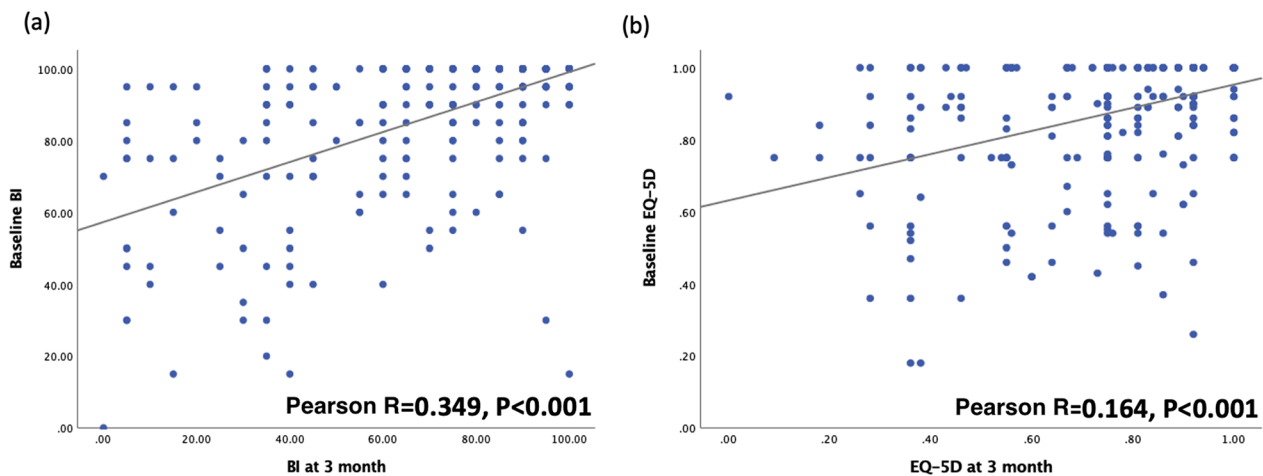 (a)
Baseline BI
100.00
80.00
60.00
40.00
20.00
.00
Pearson R=0.349, P<0.001
.00 20.00 40.00 60.00 80.00 100.00
BI at 3 month
(b)
Baseline EQ-5D
1.00
.80
.60
.40
.20
.00
Pearson R=0.164, P<0.001
.00 .20 .40 .60 .80 1.00
EQ-5D at 3 month